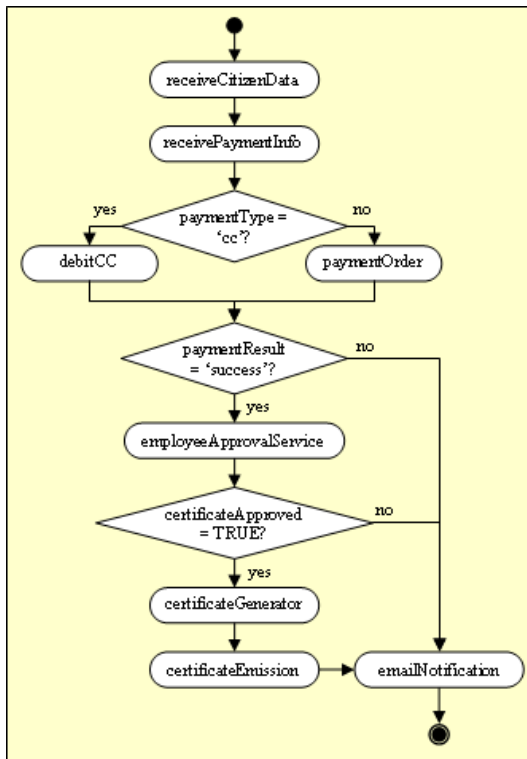 receiveCitizenData
receivePaymentInfo
yes
paymentType =
‘cc’?
no
debitCC
paymentOrder
paymentResult
= ‘success’?
no
yes
employeeApprovalService
certificateApproved
= TRUE?
no
yes
certificateGenerator
certificateEmission
emailNotification